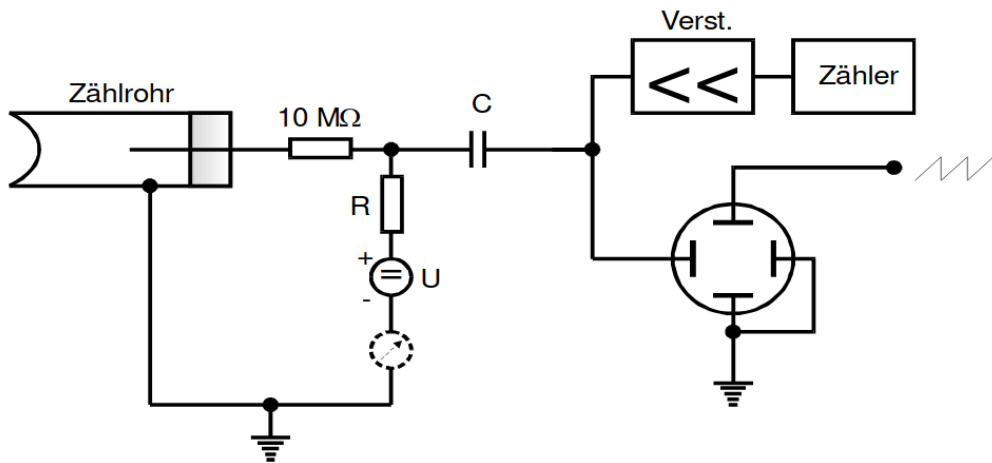 Verst.
<< Zähler
Zählrohr
10 MΩ
C
R
+
=
U
-